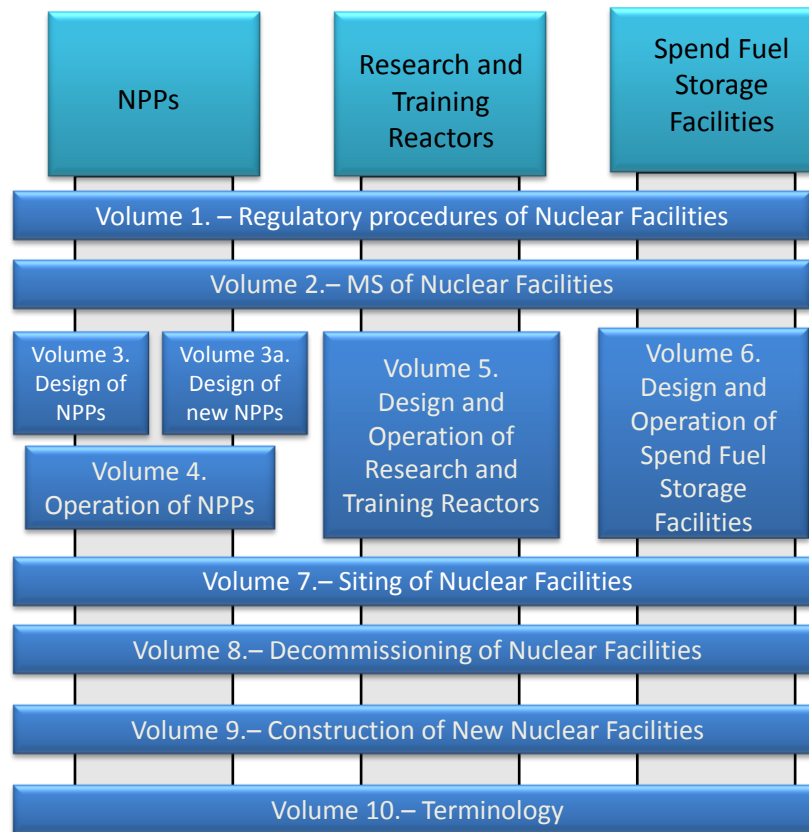 NPPs
Research and
Training
Reactors
Spend Fuel
Storage
Facilities
Volume 1. – Regulatory procedures of Nuclear Facilities
Volume 2.– MS of Nuclear Facilities
Volume 3.
Design of
NPPs
Volume 3a.
Design of
new NPPs
Volume 4.
Operation of NPPs
Volume 5.
Design and
Operation of
Research and
Training Reactors
Volume 6.
Design and
Operation of
Spend Fuel
Storage
Facilities
Volume 7.– Siting of Nuclear Facilities
Volume 8.– Decommissioning of Nuclear Facilities
Volume 9.– Construction of New Nuclear Facilities
Volume 10.– Terminology